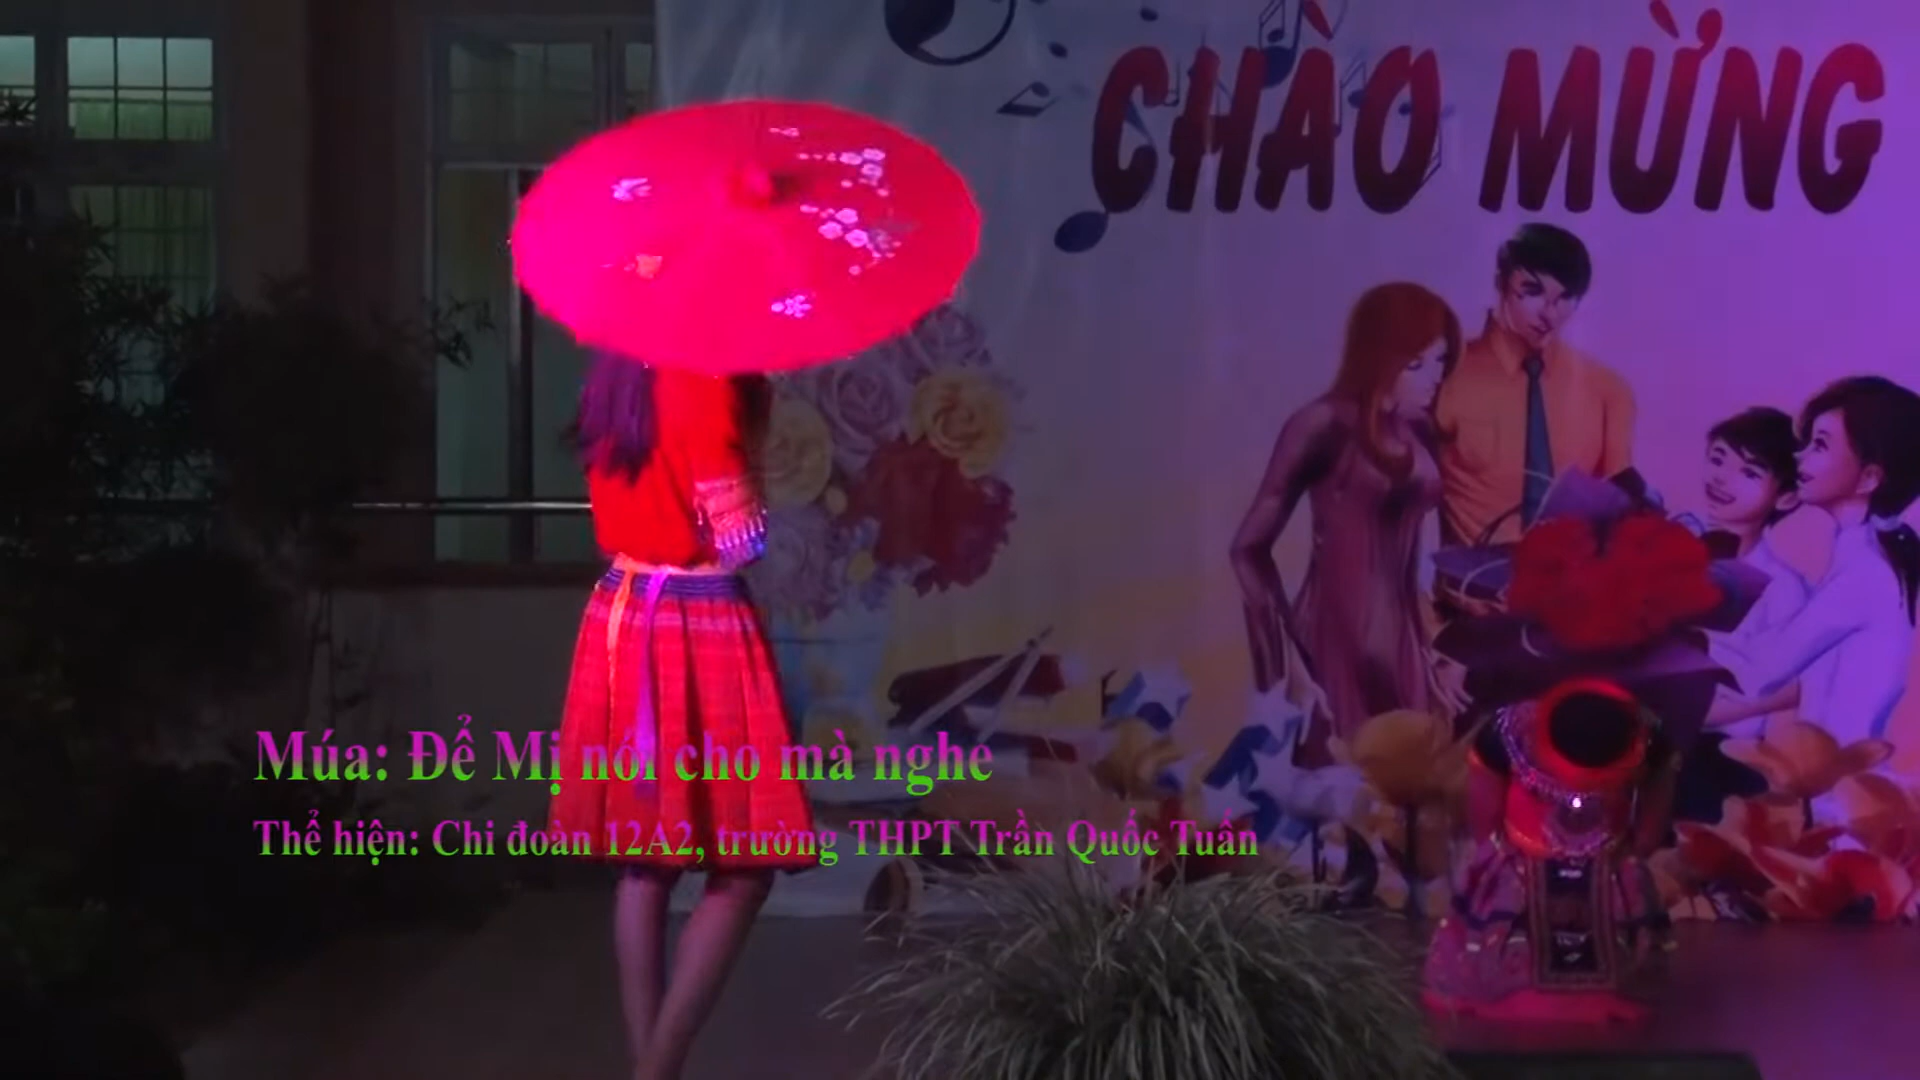 CHÀO MỪNG
Múa: Để Mị nói cho mà nghe
Thể hiện: Chi đoàn 12A2, trường THPT Trần Quốc Tuấn